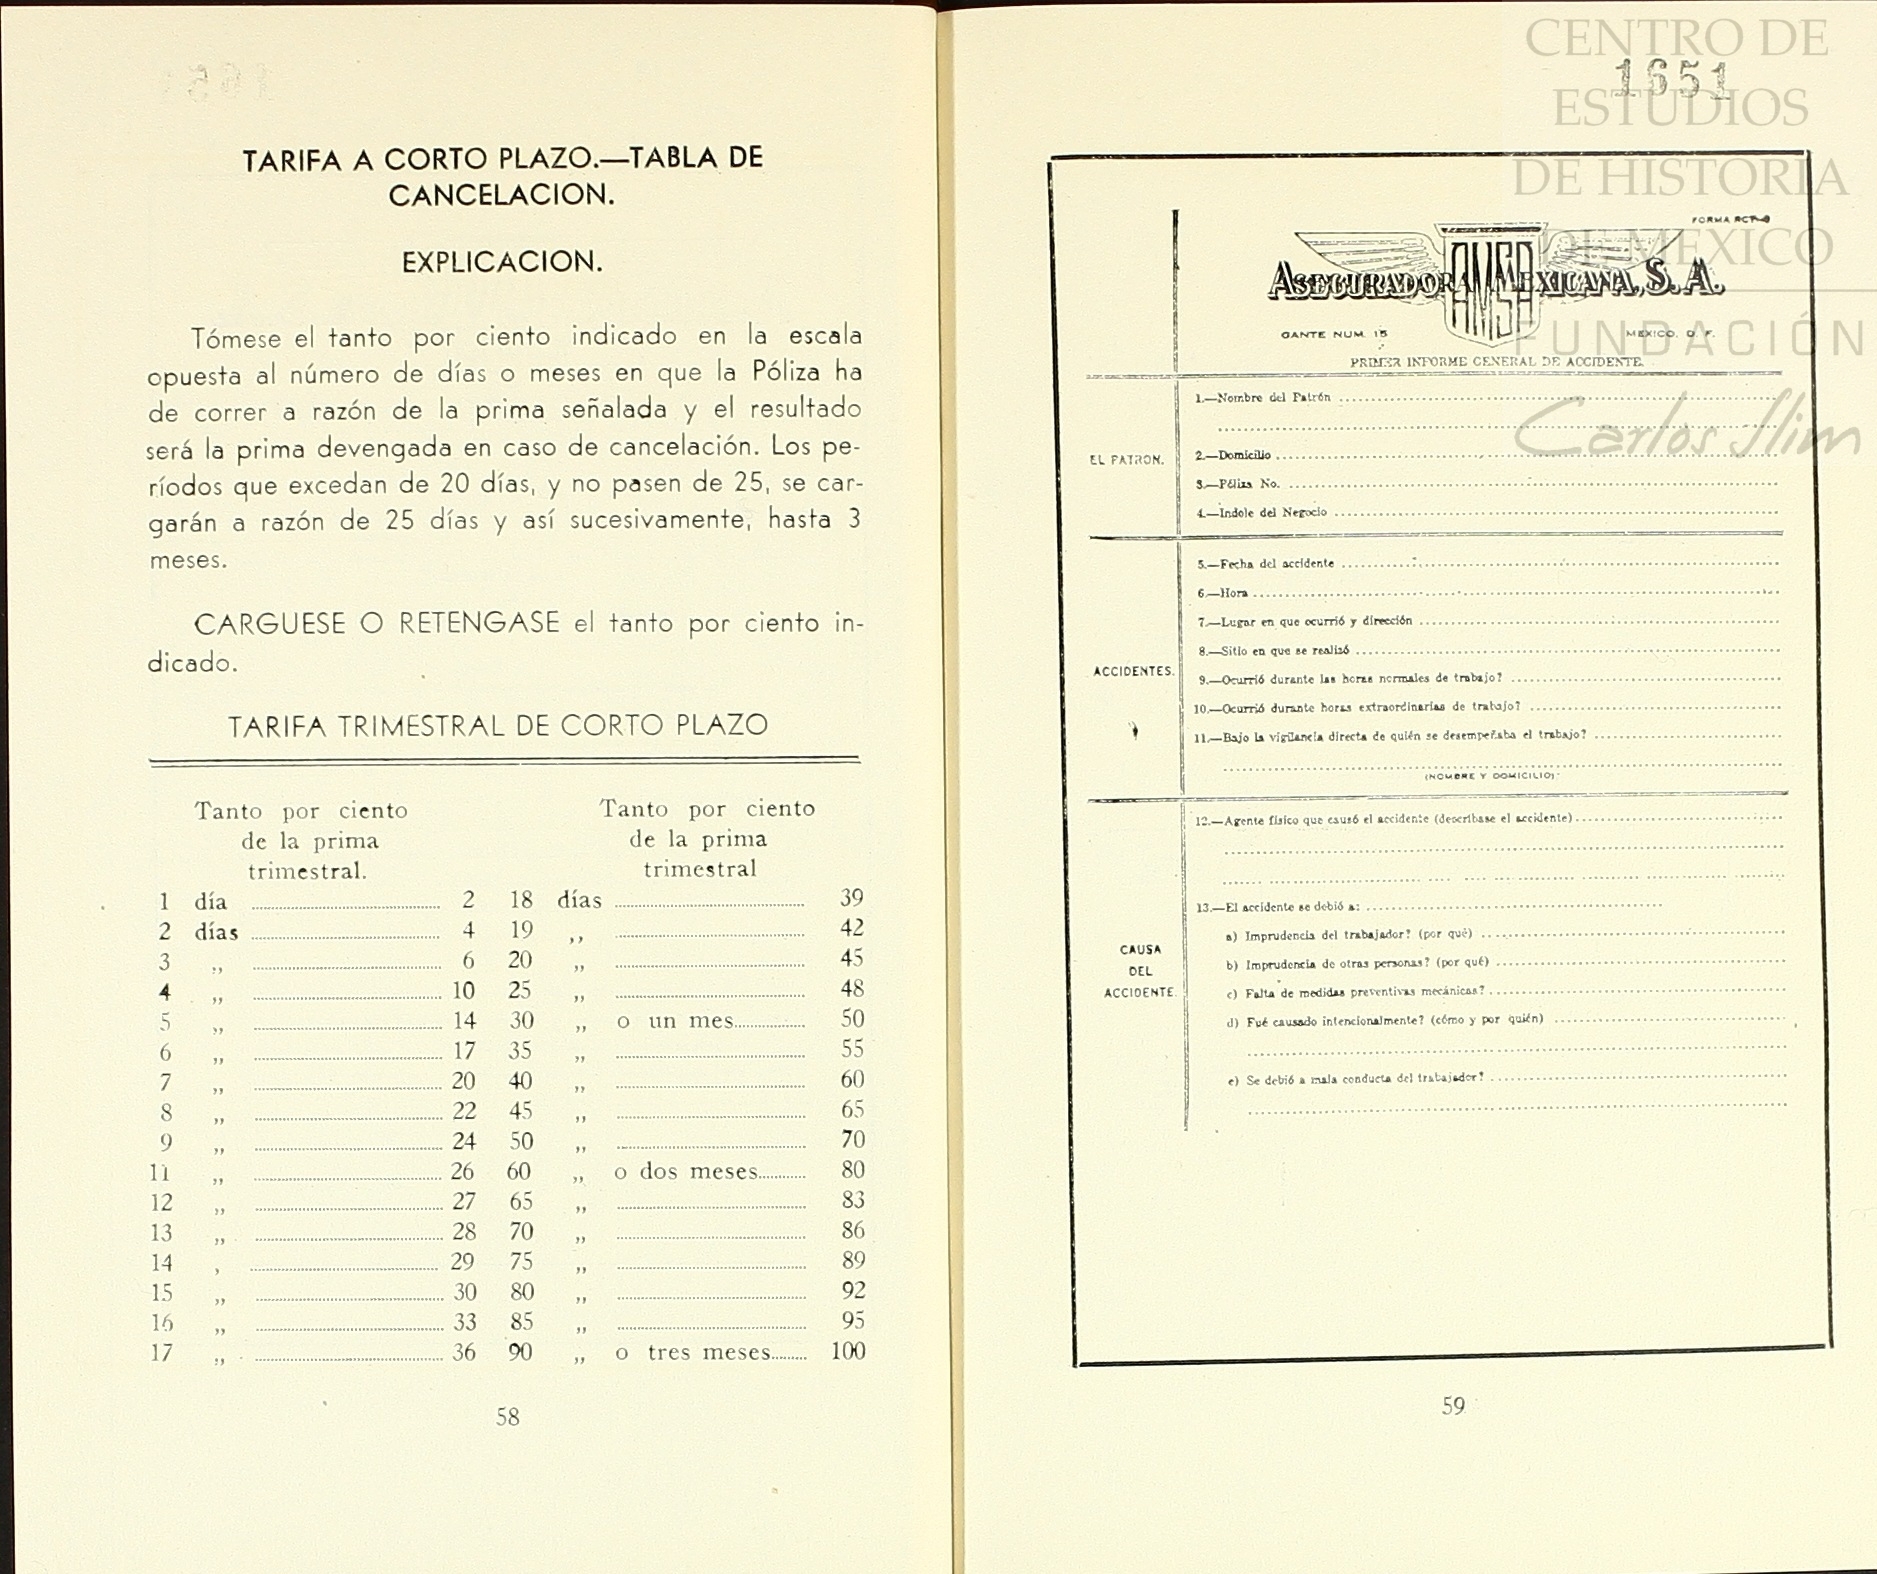 TARIFA A CORTO PLAZO.—TABLA DE
CANCELACION.
EXPLICACION.
Tómese el tanto por ciento indicado en la escala
opuesta al número de días o meses en que la Póliza ha
de correr a razón de la prima señalada y el resultado
será la prima devengada en caso de cancelación. Los pe-
ríodos que excedan de 20 días, y no pasen de 25, se car-
garán a razón de 25 días y así sucesivamente, hasta 3
meses.
CARGUESE O RETENGASE el tanto por ciento in-
dicado.
TARIFA TRIMESTRAL DE CORTO PLAZO
Tanto por ciento
de la prima
trimestral.
1 día ........ 2
2 días ........ 4
3 ,, ........ 6
4 ,, ........ 10
5 ,, ........ 14
6 ,, ........ 17
7 ,, ........ 20
8 ,, ........ 22
9 ,, ........ 24
11 ,, ........ 26
12 ,, ........ 27
13 ,, ........ 28
14 , ........ 29
15 ,, ........ 30
16 ,, ........ 33
17 ,, ........ 36
Tanto por ciento
de la prima
trimestral
18 días ........ 39
19 ,, ........ 42
20 ,, ........ 45
25 ,, ........ 48
30 ,, o un mes........ 50
35 ,, ........ 55
40 ,, ........ 60
45 ,, ........ 65
50 ,, ........ 70
60 ,, o dos meses........ 80
65 ,, ........ 83
70 ,, ........ 86
75 ,, ........ 89
80 ,, ........ 92
85 ,, ........ 95
90 ,, o tres meses........ 100
58
CENTRO DE
1651
ESTUDIOS
DE HISTORIA
DE MEXICO
FUNDACIÓN
Carlos Slim
FORMA RCT-9
AMSA
ASEGURADORA MEXICANA, S. A.
GANTE NUM. 15 MEXICO, D. F.
PRIMER INFORME GENERAL DE ACCIDENTE.
EL PATRON.
1.—Nombre del Patrón ........
2.—Domicilio ........
3.—Póliza No. ........
4.—Indole del Negocio ........
ACCIDENTES.
5.—Fecha del accidente ........
6.—Hora ........
7.—Lugar en que ocurrió y dirección ........
8.—Sitio en que se realizó ........
9.—Ocurrió durante las horas normales de trabajo? ........
10.—Ocurrió durante horas extraordinarias de trabajo? ........
11.—Bajo la vigilancia directa de quién se desempeñaba el trabajo? ........
(NOMBRE Y DOMICILIO)
CAUSA
DEL
ACCIDENTE.
12.—Agente físico que causó el accidente (descríbase el accidente) ........
13.—El accidente se debió a: ........
a) Imprudencia del trabajador? (por qué) ........
b) Imprudencia de otras personas? (por qué) ........
c) Falta de medidas preventivas mecánicas? ........
d) Fué causado intencionalmente? (cómo y por quién) ........
e) Se debió a mala conducta del trabajador? ........
59